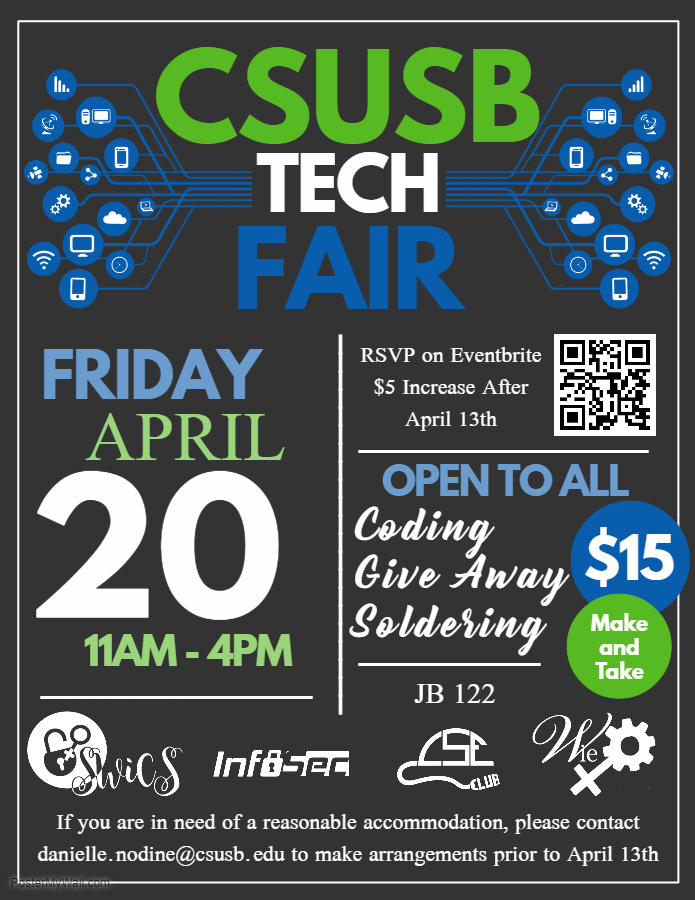 CSUSB
TECH
FAIR
FRIDAY
APRIL
20
11AM - 4PM
RSVP on Eventbrite
$5 Increase After
April 13th
OPEN TO ALL
Coding
Give Away
Soldering
$15
Make
and
Take
JB 122
SWiCS
InfoSec
CSE
CLUB
Wie
If you are in need of a reasonable accommodation, please contact
danielle.nodine@csusb.edu to make arrangements prior to April 13th
PosterMyWall.com